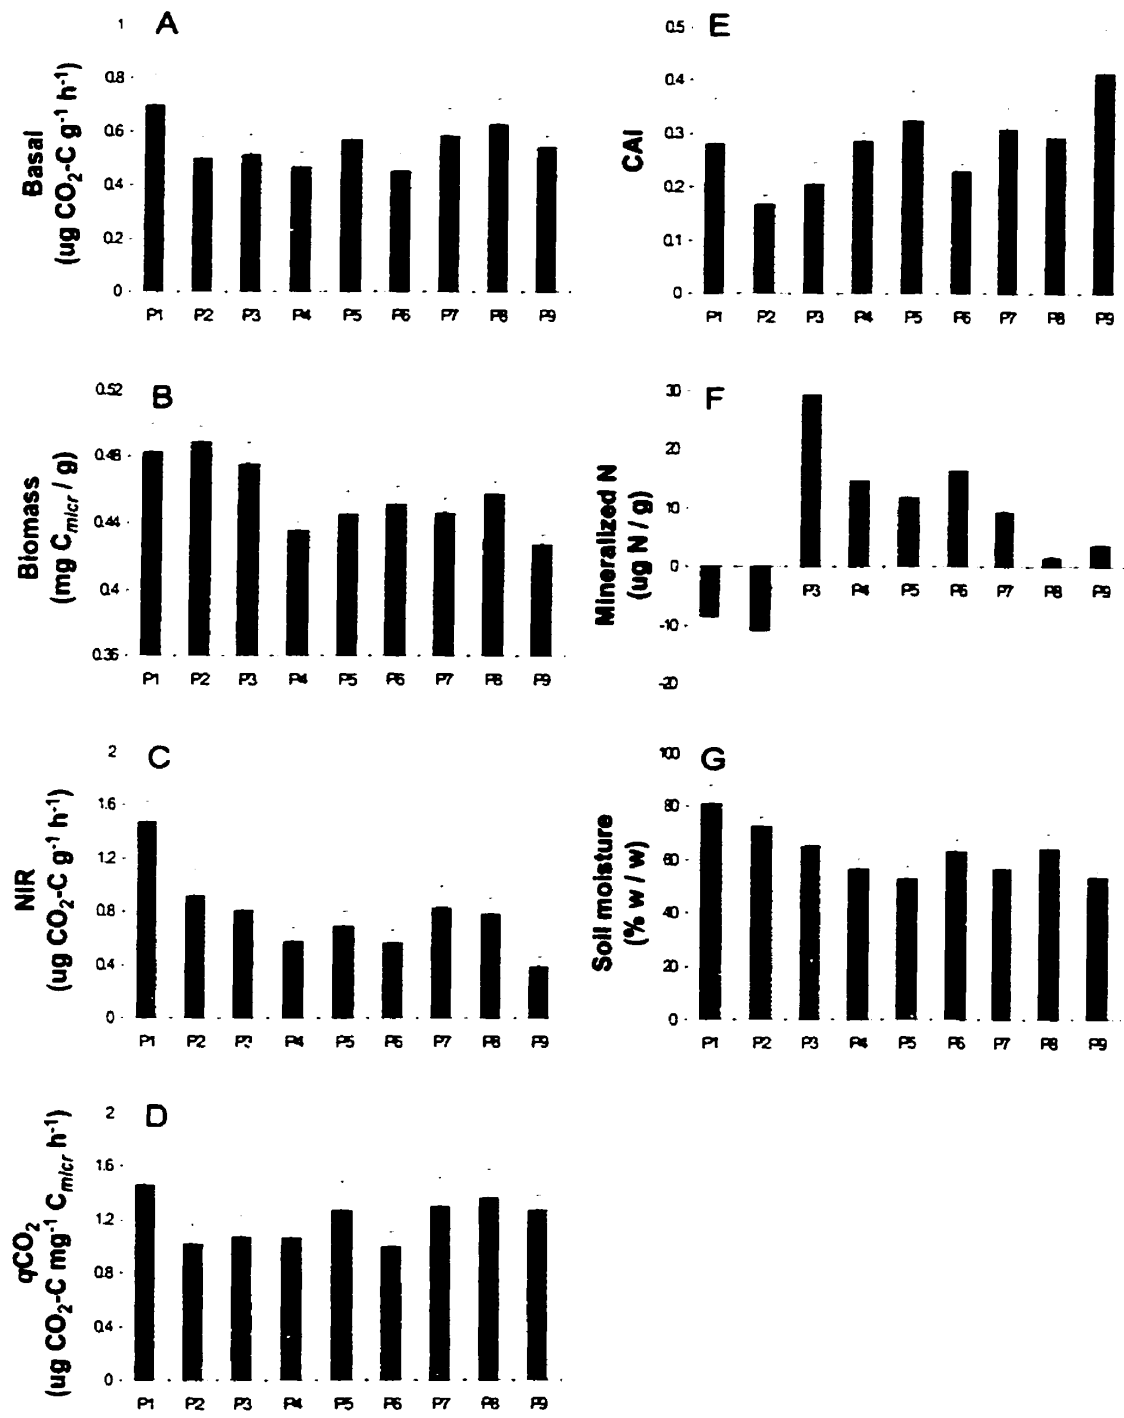 A
Basal
(ug CO2-C g-1 h-1)
1
0.8
0.6
0.4
0.2
0
P1 P2 P3 P4 P5 P6 P7 P8 P9
B
Biomass
(mg Cmicr / g)
0.52
0.48
0.44
0.4
0.36
P1 P2 P3 P4 P5 P6 P7 P8 P9
C
NIR
(ug CO2-C g-1 h-1)
2
1.6
1.2
0.8
0.4
0
P1 P2 P3 P4 P5 P6 P7 P8 P9
D
qCO2
(ug CO2-C mg-1 Cmicr h-1)
2
1.6
1.2
0.8
0.4
0
P1 P2 P3 P4 P5 P6 P7 P8 P9
E
CAI
0.5
0.4
0.3
0.2
0.1
0
P1 P2 P3 P4 P5 P6 P7 P8 P9
F
Mineralized N
(ug N / g)
30
20
10
0
-10
-20
P3 P4 P5 P6 P7 P8 P9
G
Soil moisture
(% w / w)
100
80
60
40
20
0
P1 P2 P3 P4 P5 P6 P7 P8 P9